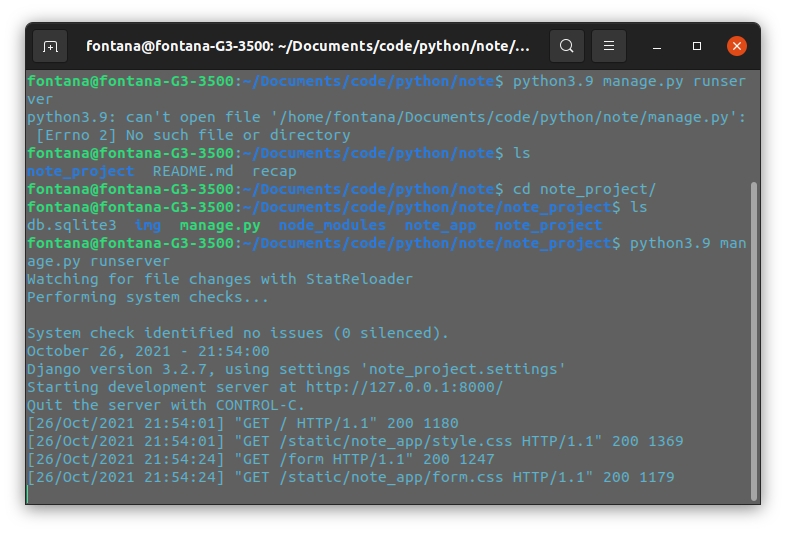 fontana@fontana-G3-3500: ~/Documents/code/python/note/...
fontana@fontana-G3-3500:~/Documents/code/python/note$ python3.9 manage.py runser
ver
python3.9: can't open file '/home/fontana/Documents/code/python/note/manage.py':
 [Errno 2] No such file or directory
fontana@fontana-G3-3500:~/Documents/code/python/note$ ls
note_project  README.md  recap
fontana@fontana-G3-3500:~/Documents/code/python/note$ cd note_project/
fontana@fontana-G3-3500:~/Documents/code/python/note/note_project$ ls
db.sqlite3  img  manage.py  node_modules  note_app  note_project
fontana@fontana-G3-3500:~/Documents/code/python/note/note_project$ python3.9 man
age.py runserver
Watching for file changes with StatReloader
Performing system checks...
System check identified no issues (0 silenced).
October 26, 2021 - 21:54:00
Django version 3.2.7, using settings 'note_project.settings'
Starting development server at http://127.0.0.1:8000/
Quit the server with CONTROL-C.
[26/Oct/2021 21:54:01] "GET / HTTP/1.1" 200 1180
[26/Oct/2021 21:54:01] "GET /static/note_app/style.css HTTP/1.1" 200 1369
[26/Oct/2021 21:54:24] "GET /form HTTP/1.1" 200 1247
[26/Oct/2021 21:54:24] "GET /static/note_app/form.css HTTP/1.1" 200 1179